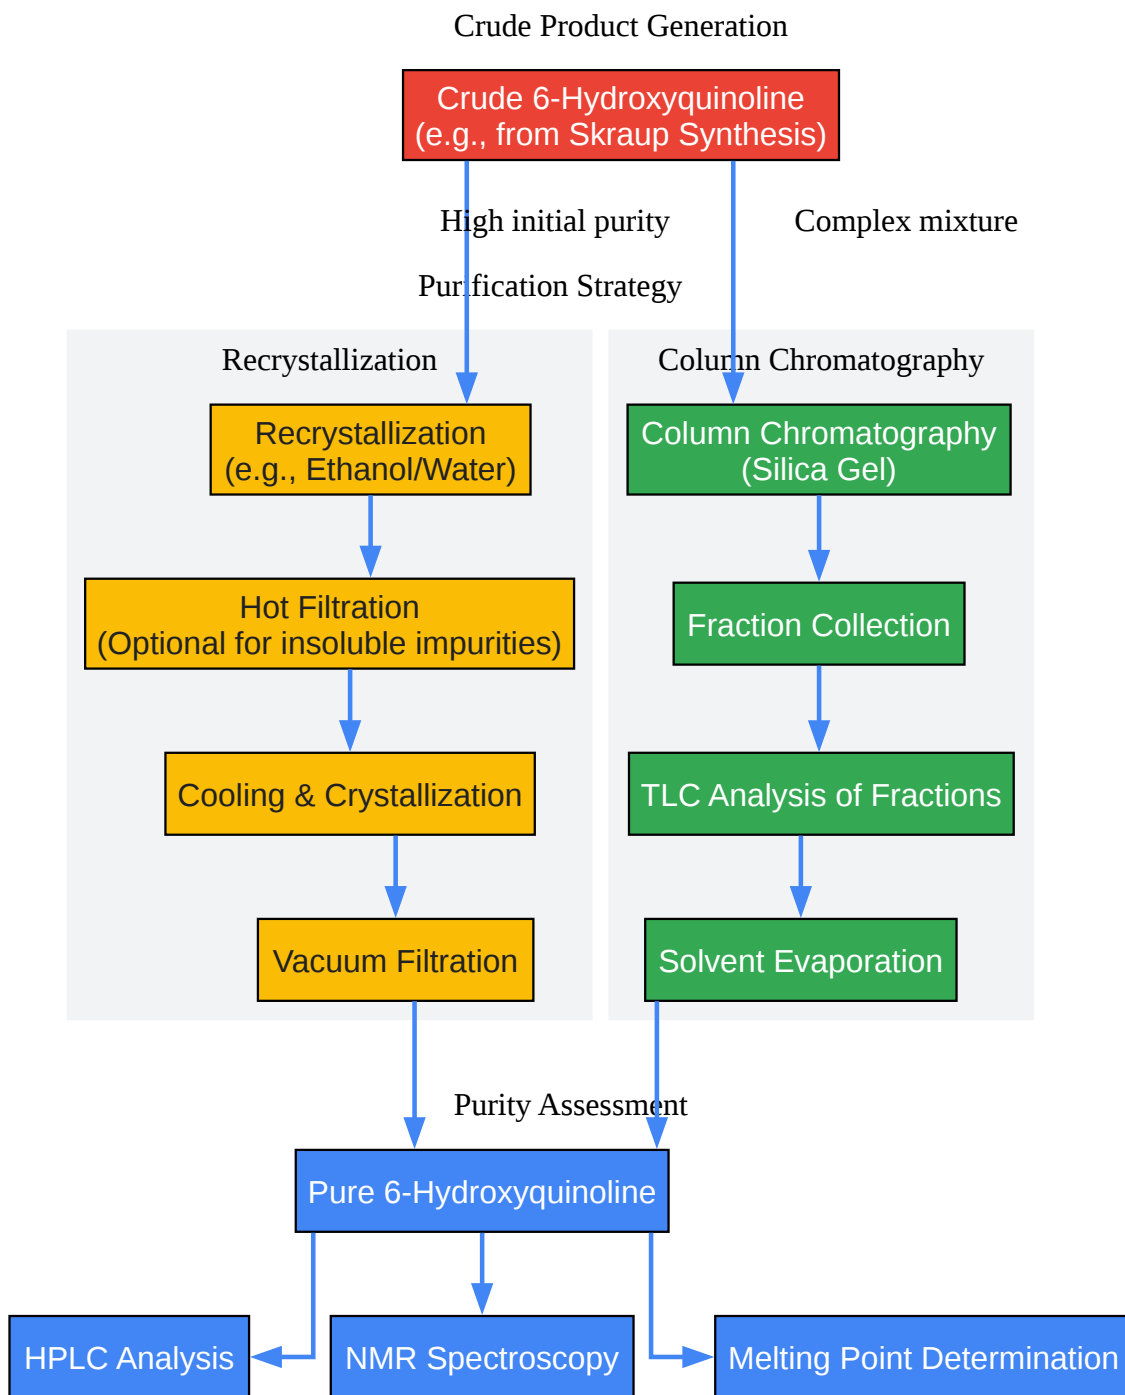 Crude Product Generation
Crude 6-Hydroxyquinoline
(e.g., from Skraup Synthesis)
High initial purity
Complex mixture
Purification Strategy
Recrystallization
Column Chromatography
Recrystallization
(e.g., Ethanol/Water)
Column Chromatography
(Silica Gel)
Hot Filtration
(Optional for insoluble impurities)
Fraction Collection
Cooling & Crystallization
TLC Analysis of Fractions
Vacuum Filtration
Solvent Evaporation
Purity Assessment
Pure 6-Hydroxyquinoline
HPLC Analysis
NMR Spectroscopy
Melting Point Determination